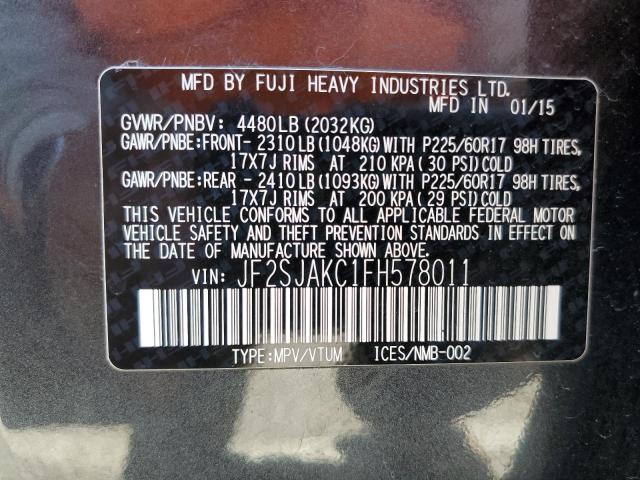 MFD BY FUJI HEAVY INDUSTRIES LTD.
MFD IN 01/15
GVWR/PNBV: 4480LB (2032KG)
GAWR/PNBE:FRONT- 2310LB (1048KG) WITH P225/60R17 98H TIRES,
17X7J RIMS AT 210 KPA ( 30 PSI) COLD
GAWR/PNBE:REAR - 2410LB (1093KG) WITH P225/60R17 98H TIRES,
17X7J RIMS AT 200 KPA ( 29 PSI) COLD
THIS VEHICLE CONFORMS TO ALL APPLICABLE FEDERAL MOTOR
VEHICLE SAFETY AND THEFT PREVENTION STANDARDS IN EFFECT ON
THE DATE OF MANUFACTURE SHOWN ABOVE.
VIN: JF2SJAKC1FH578011
TYPE:MPV/VTUM ICES/NMB-002